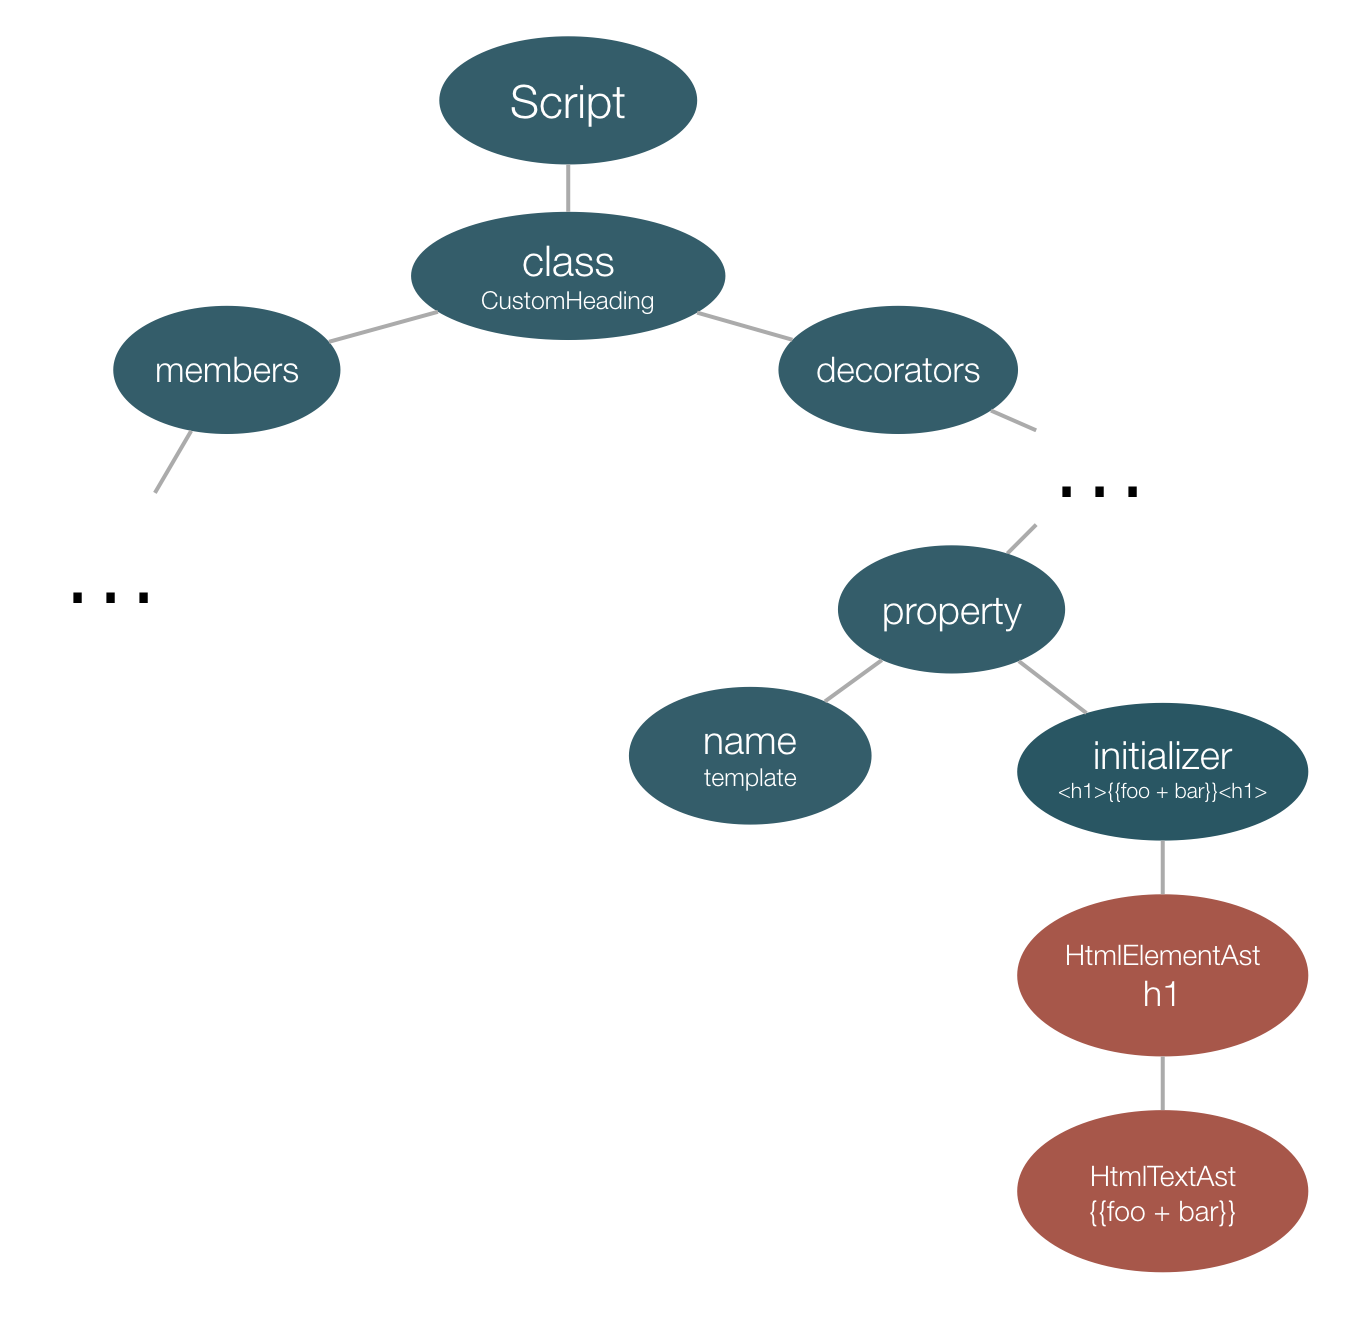 Script
class
CustomHeading
members
decorators
...
...
property
name
template
initializer
<h1>{{foo + bar}}<h1>
HtmlElementAst
h1
HtmlTextAst
{{foo + bar}}